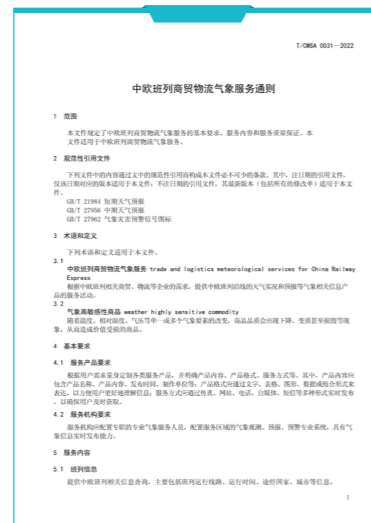 T/CMSA 0031—2022
中欧班列商贸物流气象服务通则
1 范围
本文件规定了中欧班列商贸物流气象服务的基本要求、服务内容和服务质量保证。本
文件适用于中欧班列商贸物流气象服务。
2 规范性引用文件
下列文件中的内容通过文中的规范性引用而构成本文件必不可少的条款。其中，注日期的引用文件，
仅该日期对应的版本适用于本文件；不注日期的引用文件，其最新版本（包括所有的修改单）适用于本文
件。
GB/T 21984 短期天气预报
GB/T 27956 中期天气预报
GB/T 27962 气象灾害预警信号图标
3 术语和定义
下列术语和定义适用于本文件。
3.1
中欧班列商贸物流气象服务 trade and logistics meteorological services for China Railway
Express
根据中欧班列相关商贸、物流等企业的需求，提供中欧班列沿线的天气实况和预报等气象相关信息产
品的服务活动。
3.2
气象高敏感性商品 weather highly sensitive commodity
随着温度、相对湿度、气压等单一或多个气象要素的改变，商品品质会出现下降、变质甚至损毁等现
象，从而造成价值受损的商品。
4 基本要求
4.1 服务产品要求
根据用户需求量身定制各类服务产品，并明确产品内容、产品格式、服务方式等。其中，产品内容应
包含产品名称、产品内容、发布时间、制作单位等；产品格式应通过文字、表格、图形、数据或组合形式来
表达，以方便用户更好地理解信息；服务方式应通过传真、网站、电话、自媒体、短信等多种形式实时发布
，以确保用户及时获取。
4.2 服务机构要求
服务机构应配置专职的专业气象服务人员，配置服务区域的气象观测、预报、预警专业系统，具有气
象信息实时发布能力。
5 服务内容
5.1 班列信息
提供中欧班列相关信息查询，主要包括班列运行线路、运行时间、途经国家、城市等信息。
1